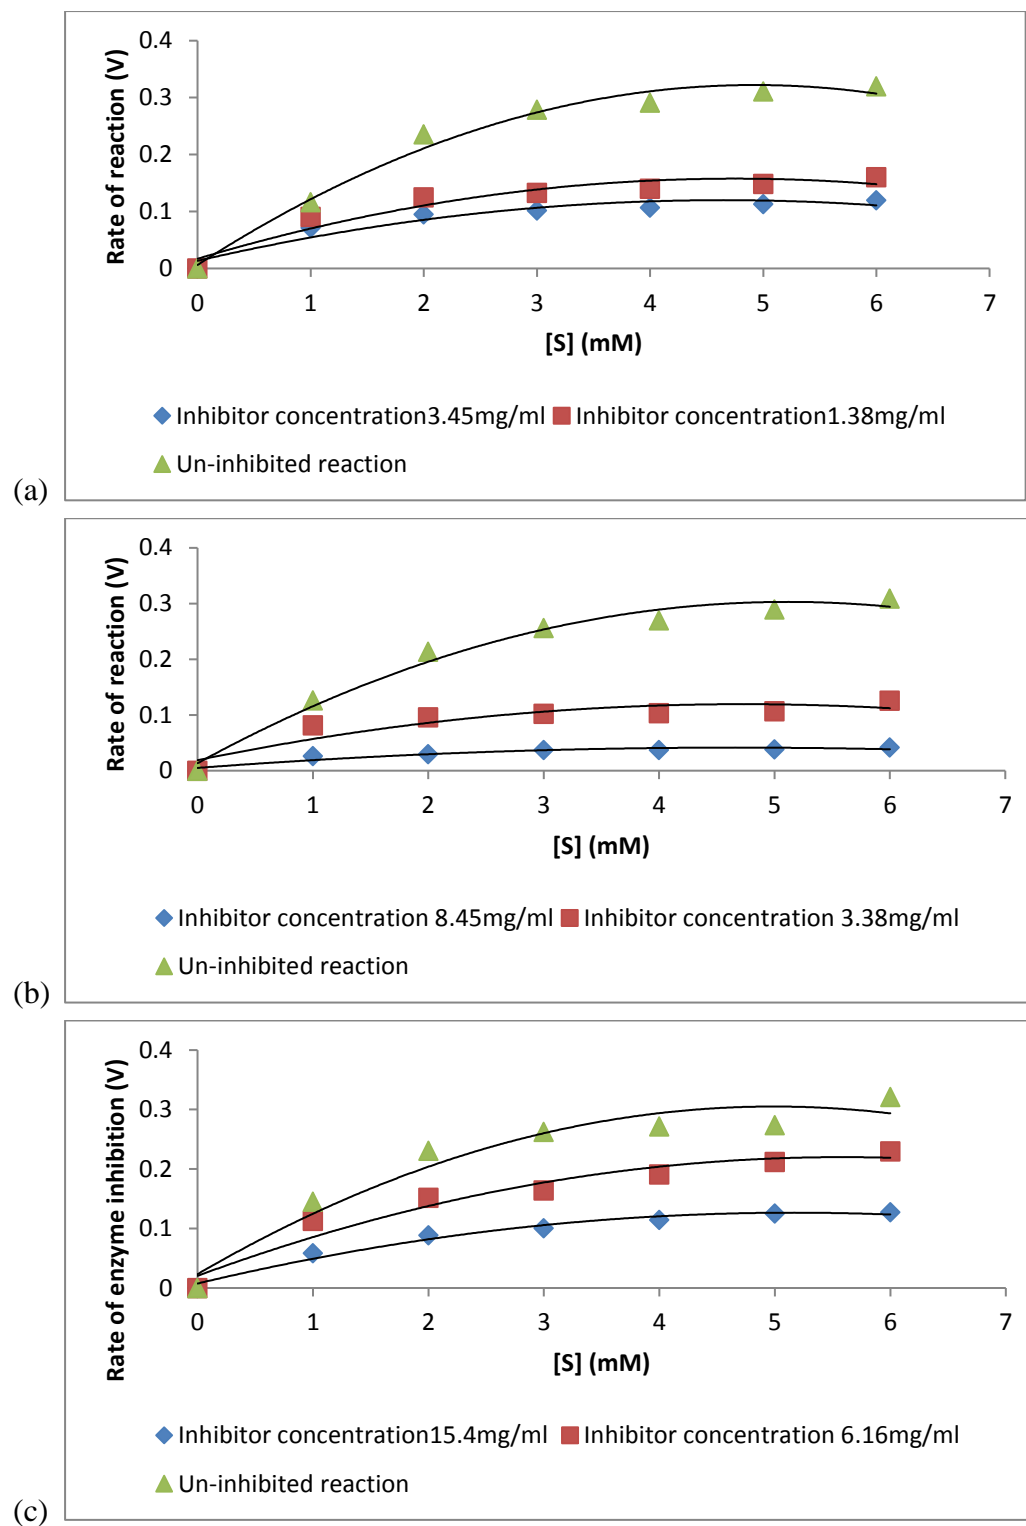 0.4
0.3
0.2
0.1
0
Rate of reaction (V)
0 1 2 3 4 5 6 7
[S] (mM)
Inhibitor concentration3.45mg/ml Inhibitor concentration1.38mg/ml
Un-inhibited reaction
(a)
0.4
0.3
0.2
0.1
0
Rate of reaction (V)
0 1 2 3 4 5 6 7
[S] (mM)
Inhibitor concentration 8.45mg/ml Inhibitor concentration 3.38mg/ml
Un-inhibited reaction
(b)
0.4
0.3
0.2
0.1
0
Rate of enzyme inhibition (V)
0 1 2 3 4 5 6 7
[S] (mM)
Inhibitor concentration15.4mg/ml Inhibitor concentration 6.16mg/ml
Un-inhibited reaction
(c)